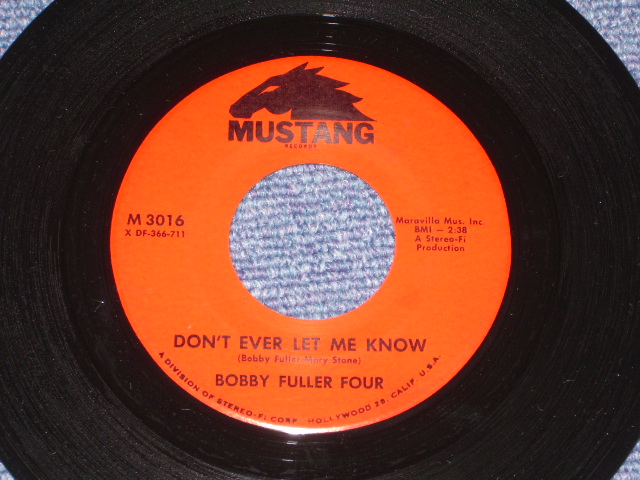 MUSTANG
RECORDS
M 3016
X DF-366-711
Maravilla Mus. Inc.
BMI — 2:38
A Stereo-Fi
Production
DON'T EVER LET ME KNOW
(Bobby Fuller-Mary Stone)
BOBBY FULLER FOUR
A DIVISION OF STEREO-FI CORP. HOLLYWOOD 28, CALIF. U.S.A.